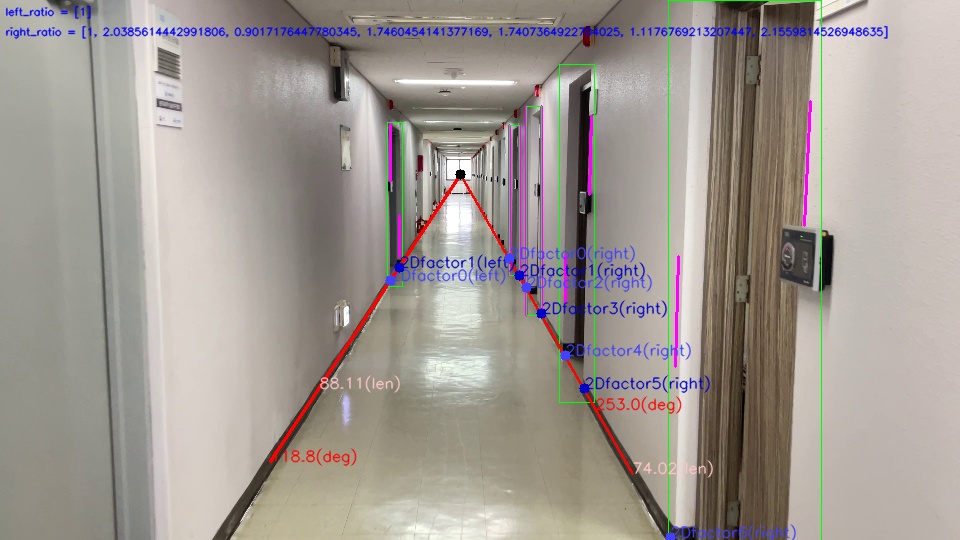 left_ratio = [1]
right_ratio = [1, 2.0385614442991806, 0.9017176447780345, 1.7460454141377169, 1.740736492 025, 1.1176769213207447, 2.1559814526948635]
2Dfactor0(right)
2Dfactor1(left)
2Dfactor1(right)
2Dfactor0(left)
2Dfactor2(right)
2Dfactor3(right)
2Dfactor4(right)
88.11(len)
2Dfactor5(right)
253.0(deg)
18.8(deg)
74.02(len)
2Dfactor6(right)